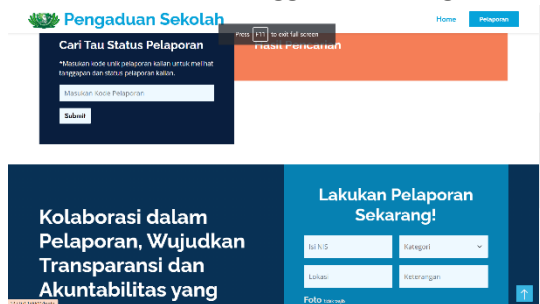 Pengaduan Sekolah
Home
Pelaporan
Press F11 to exit full screen
Cari Tau Status Pelaporan
Hasil Pencarian
*Masukan kode unik pelaporan kalian untuk melihat
tanggapan dan status pelaporan kalian.
Masukan Kode Pelaporan
Submit
Lakukan Pelaporan
Sekarang!
Kolaborasi dalam
Pelaporan, Wujudkan
Transparansi dan
Akuntabilitas yang
Isi NIS
Kategori
Lokasi
Keterangan
Foto